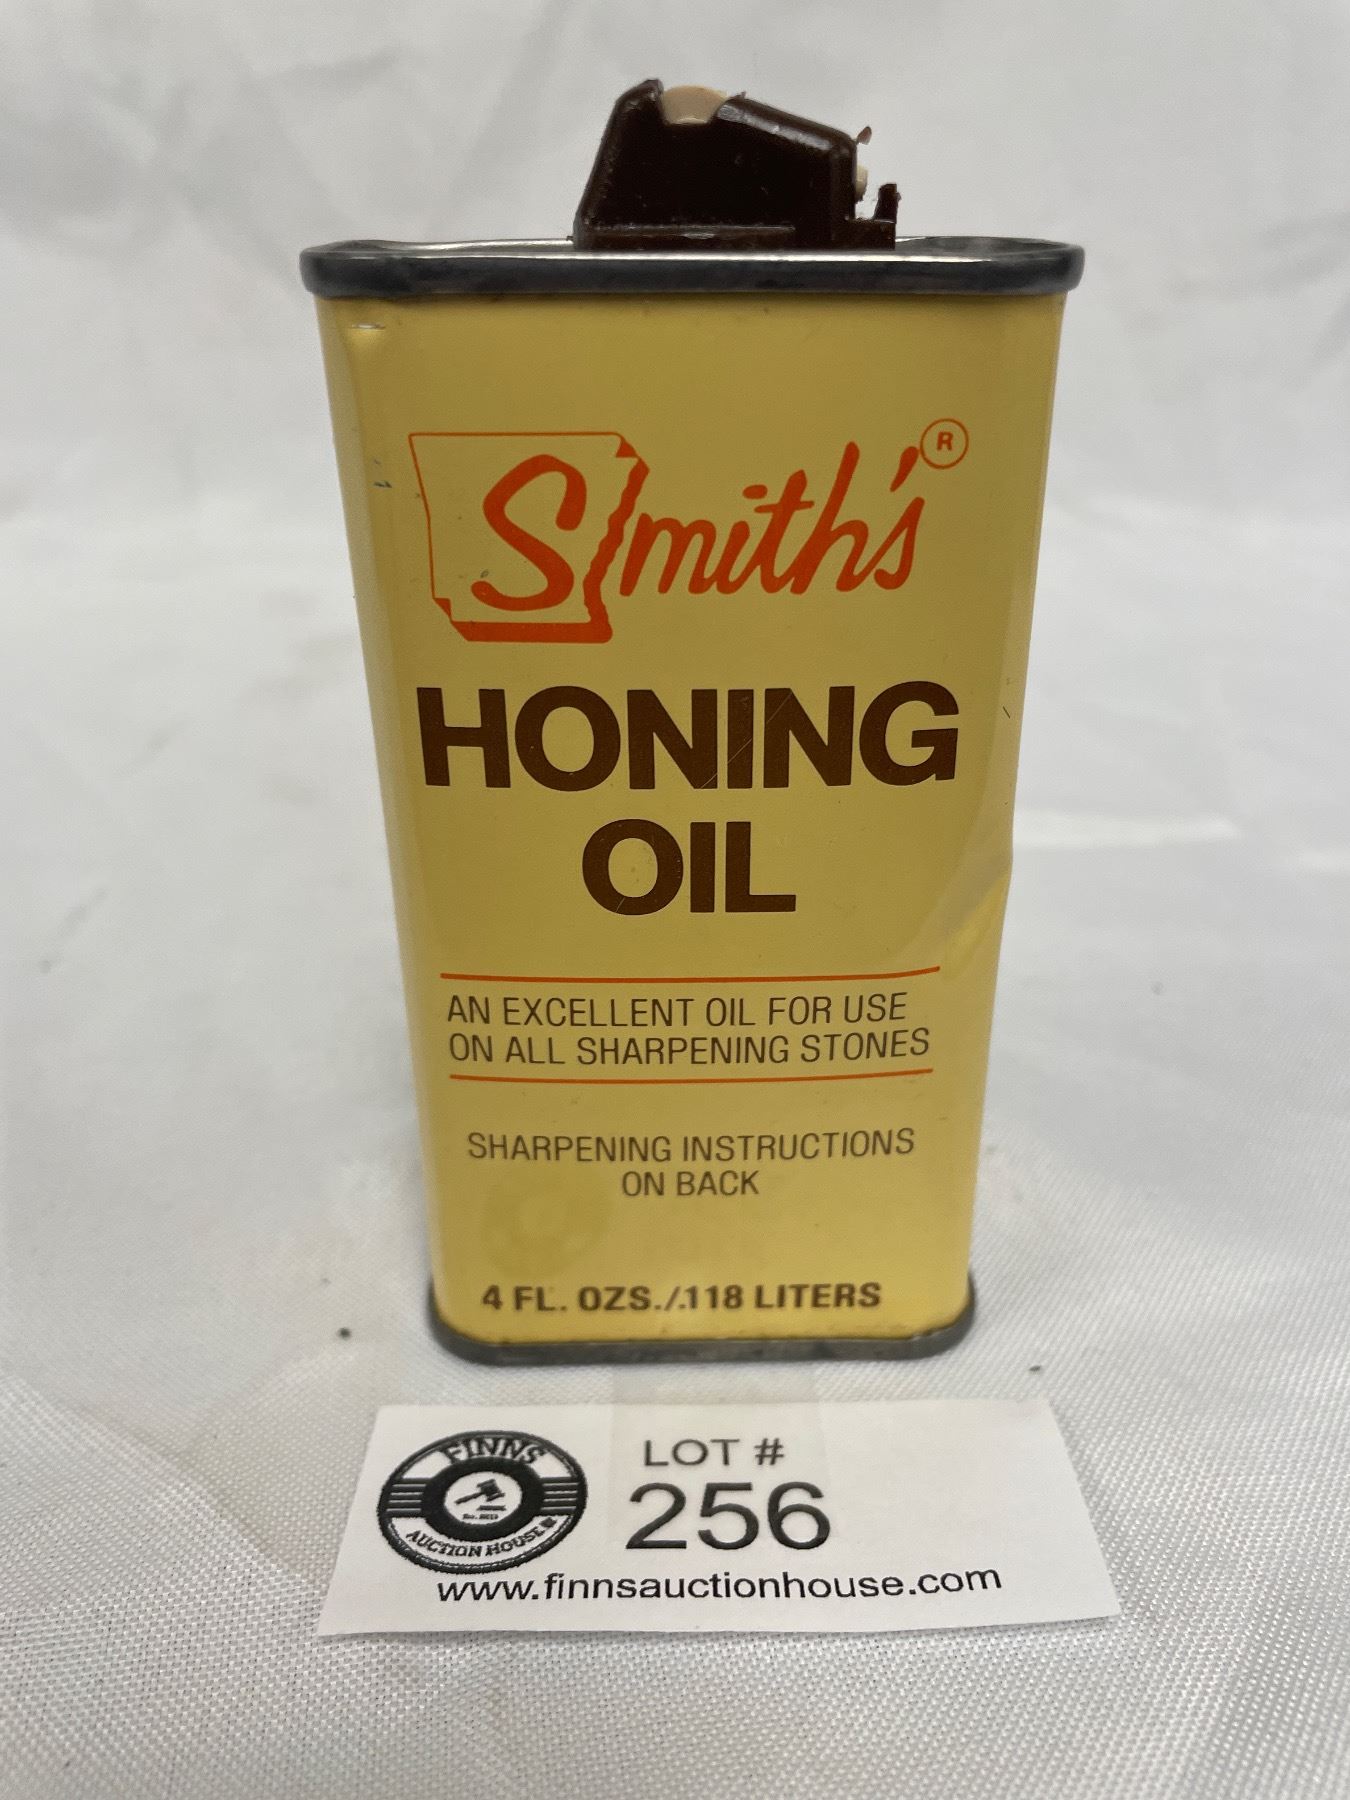 Smith's ®
HONING
OIL
AN EXCELLENT OIL FOR USE
ON ALL SHARPENING STONES
SHARPENING INSTRUCTIONS
ON BACK
4 FL. OZS./.118 LITERS
FINNS
AUCTION HOUSE
LOT #
256
www.finnsauctionhouse.com